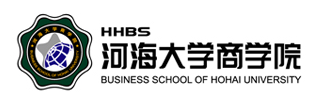 HHBS
河海大学商学院
BUSINESS SCHOOL OF HOHAI UNIVERSITY